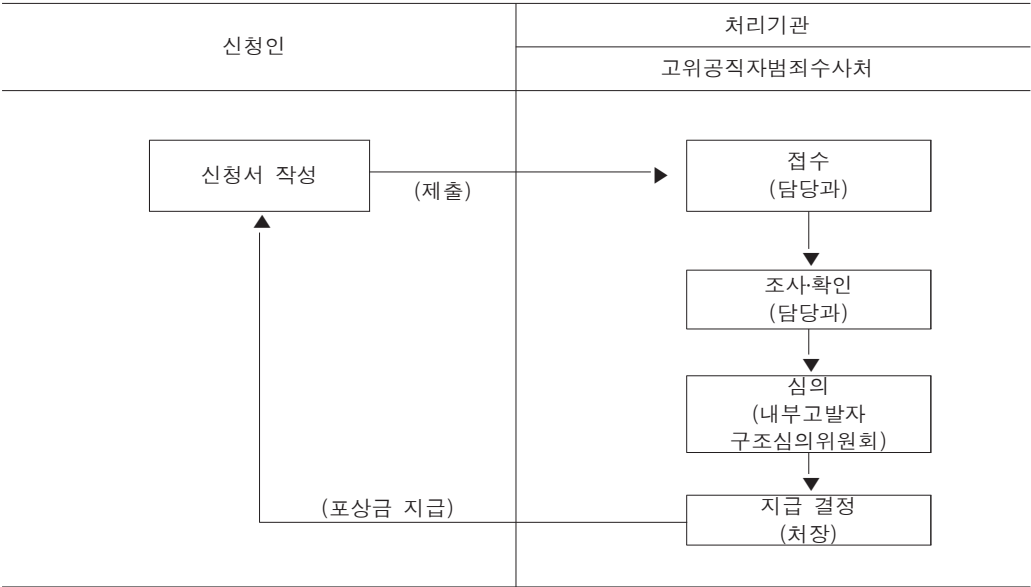 신청인
처리기관
고위공직자범죄수사처
신청서 작성
(제출)
접수
(담당과)
조사·확인
(담당과)
심의
(내부고발자
구조심의위원회)
(포상금 지급)
지급 결정
(처장)